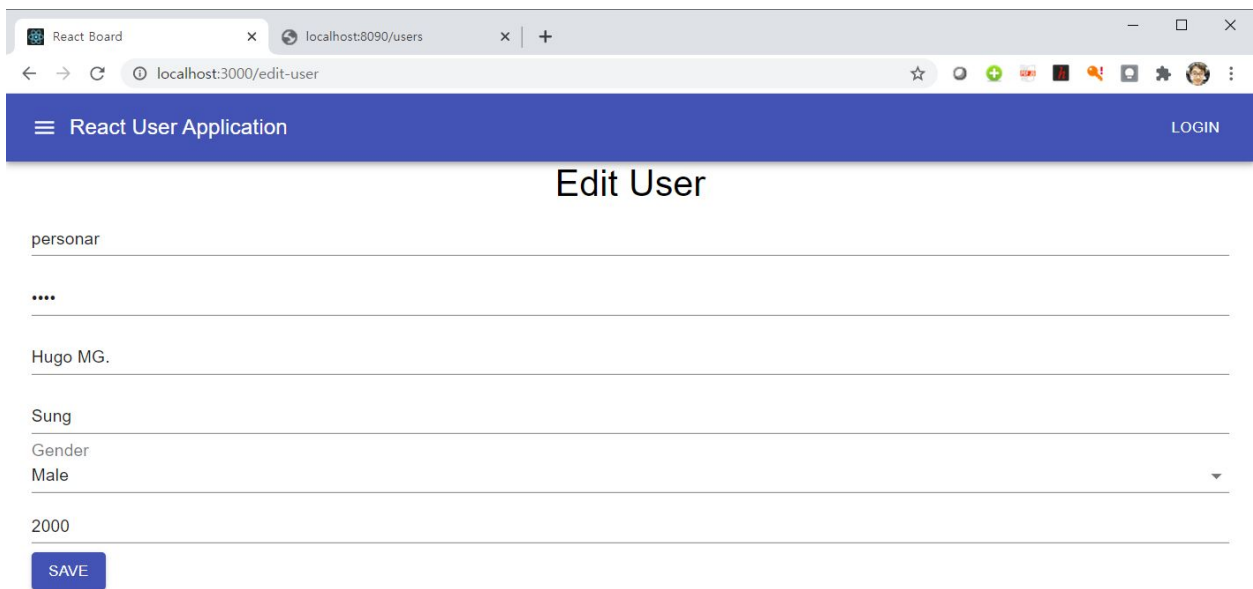 React Board
localhost:8090/users
localhost:3000/edit-user
React User Application
LOGIN
Edit User
personar
••••
Hugo MG.
Sung
Gender
Male
2000
SAVE